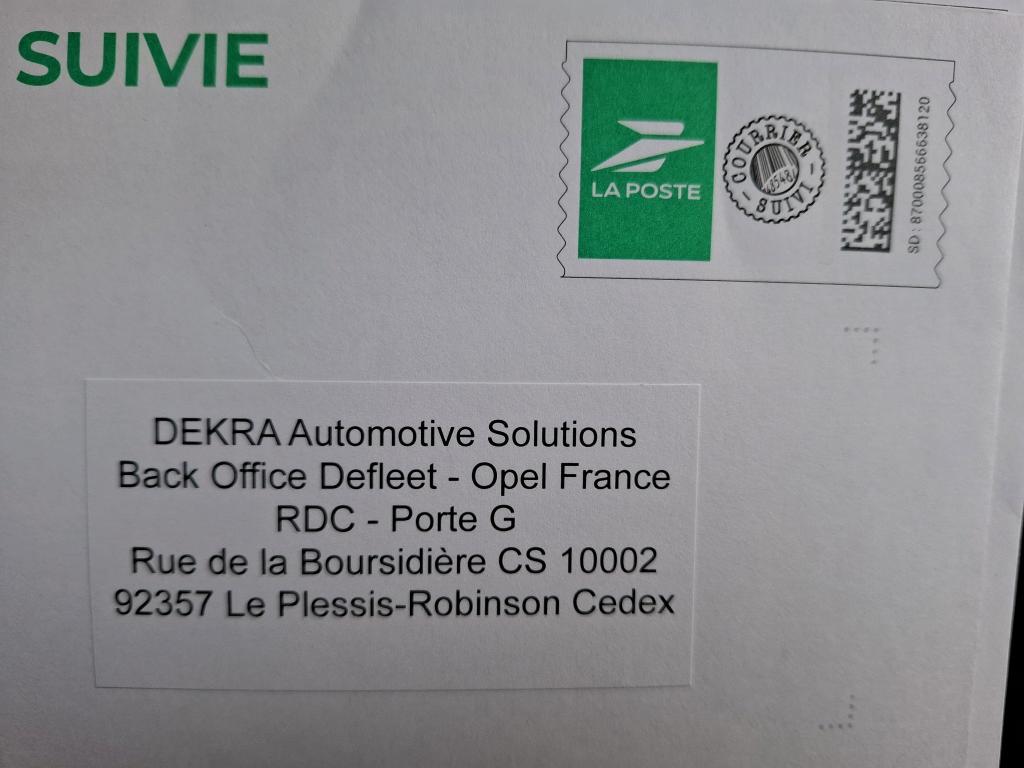 SUIVIE
LA POSTE
COURRIER
SUIVI
SD : 870008566638120
DEKRA Automotive Solutions
Back Office Defleet - Opel France
RDC - Porte G
Rue de la Boursidière CS 10002
92357 Le Plessis-Robinson Cedex